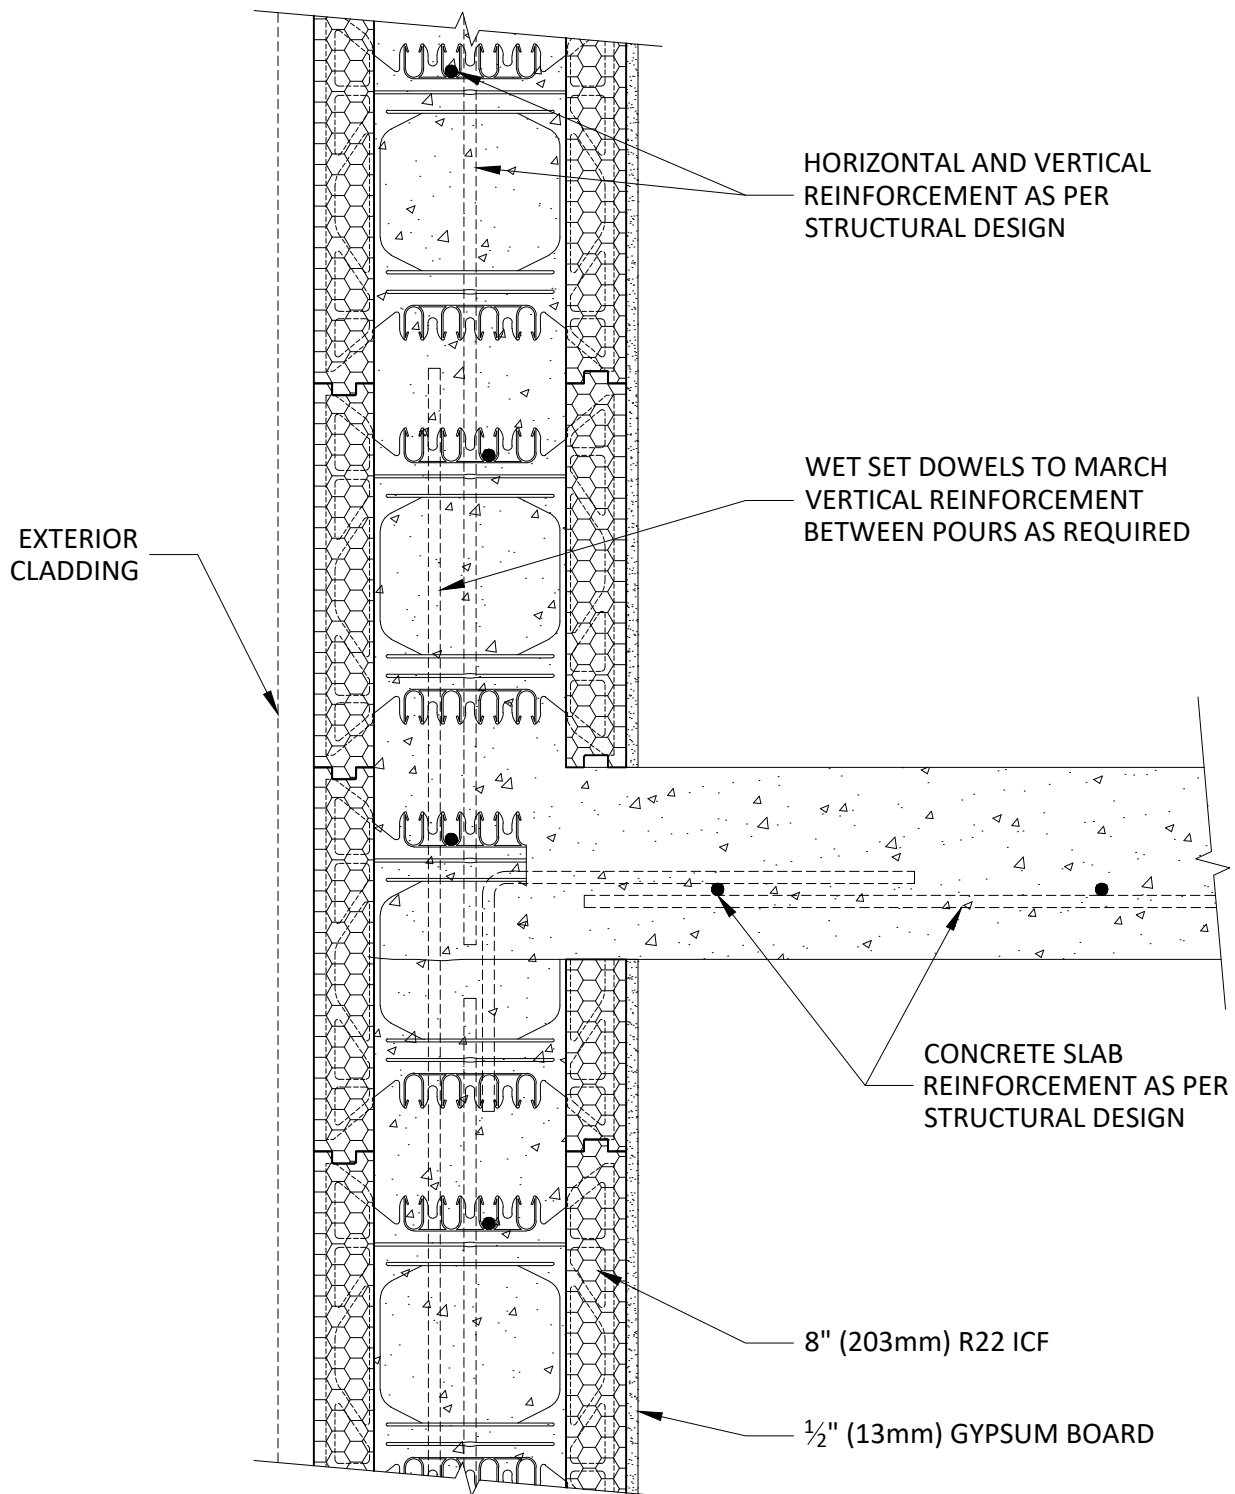 HORIZONTAL AND VERTICAL
REINFORCEMENT AS PER
STRUCTURAL DESIGN
WET SET DOWELS TO MARCH
VERTICAL REINFORCEMENT
BETWEEN POURS AS REQUIRED
EXTERIOR
CLADDING
CONCRETE SLAB
REINFORCEMENT AS PER
STRUCTURAL DESIGN
8" (203mm) R22 ICF
½" (13mm) GYPSUM BOARD